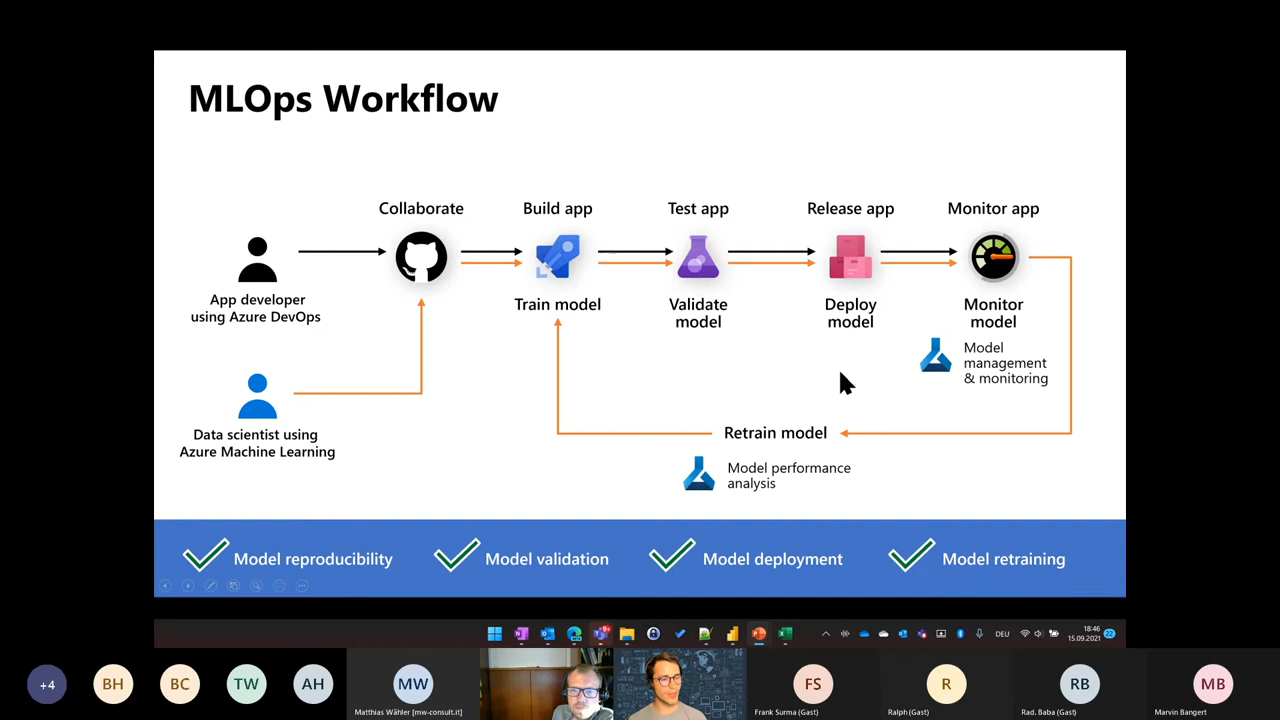 MLOps Workflow
Collaborate
Build app
Test app
Release app
Monitor app
App developer
using Azure DevOps
Train model
Validate
model
Deploy
model
Monitor
model
Model
management
& monitoring
Data scientist using
Azure Machine Learning
Retrain model
Model performance
analysis
Model reproducibility
Model validation
Model deployment
Model retraining
DEU
18:46
15.09.2021
22
+4
BH
BC
TW
AH
MW
FS
R
RB
MB
Matthias Wähler [mw-consult.it]
Frank Surma (Gast)
Ralph (Gast)
Rad. Baba (Gast)
Marvin Bangert